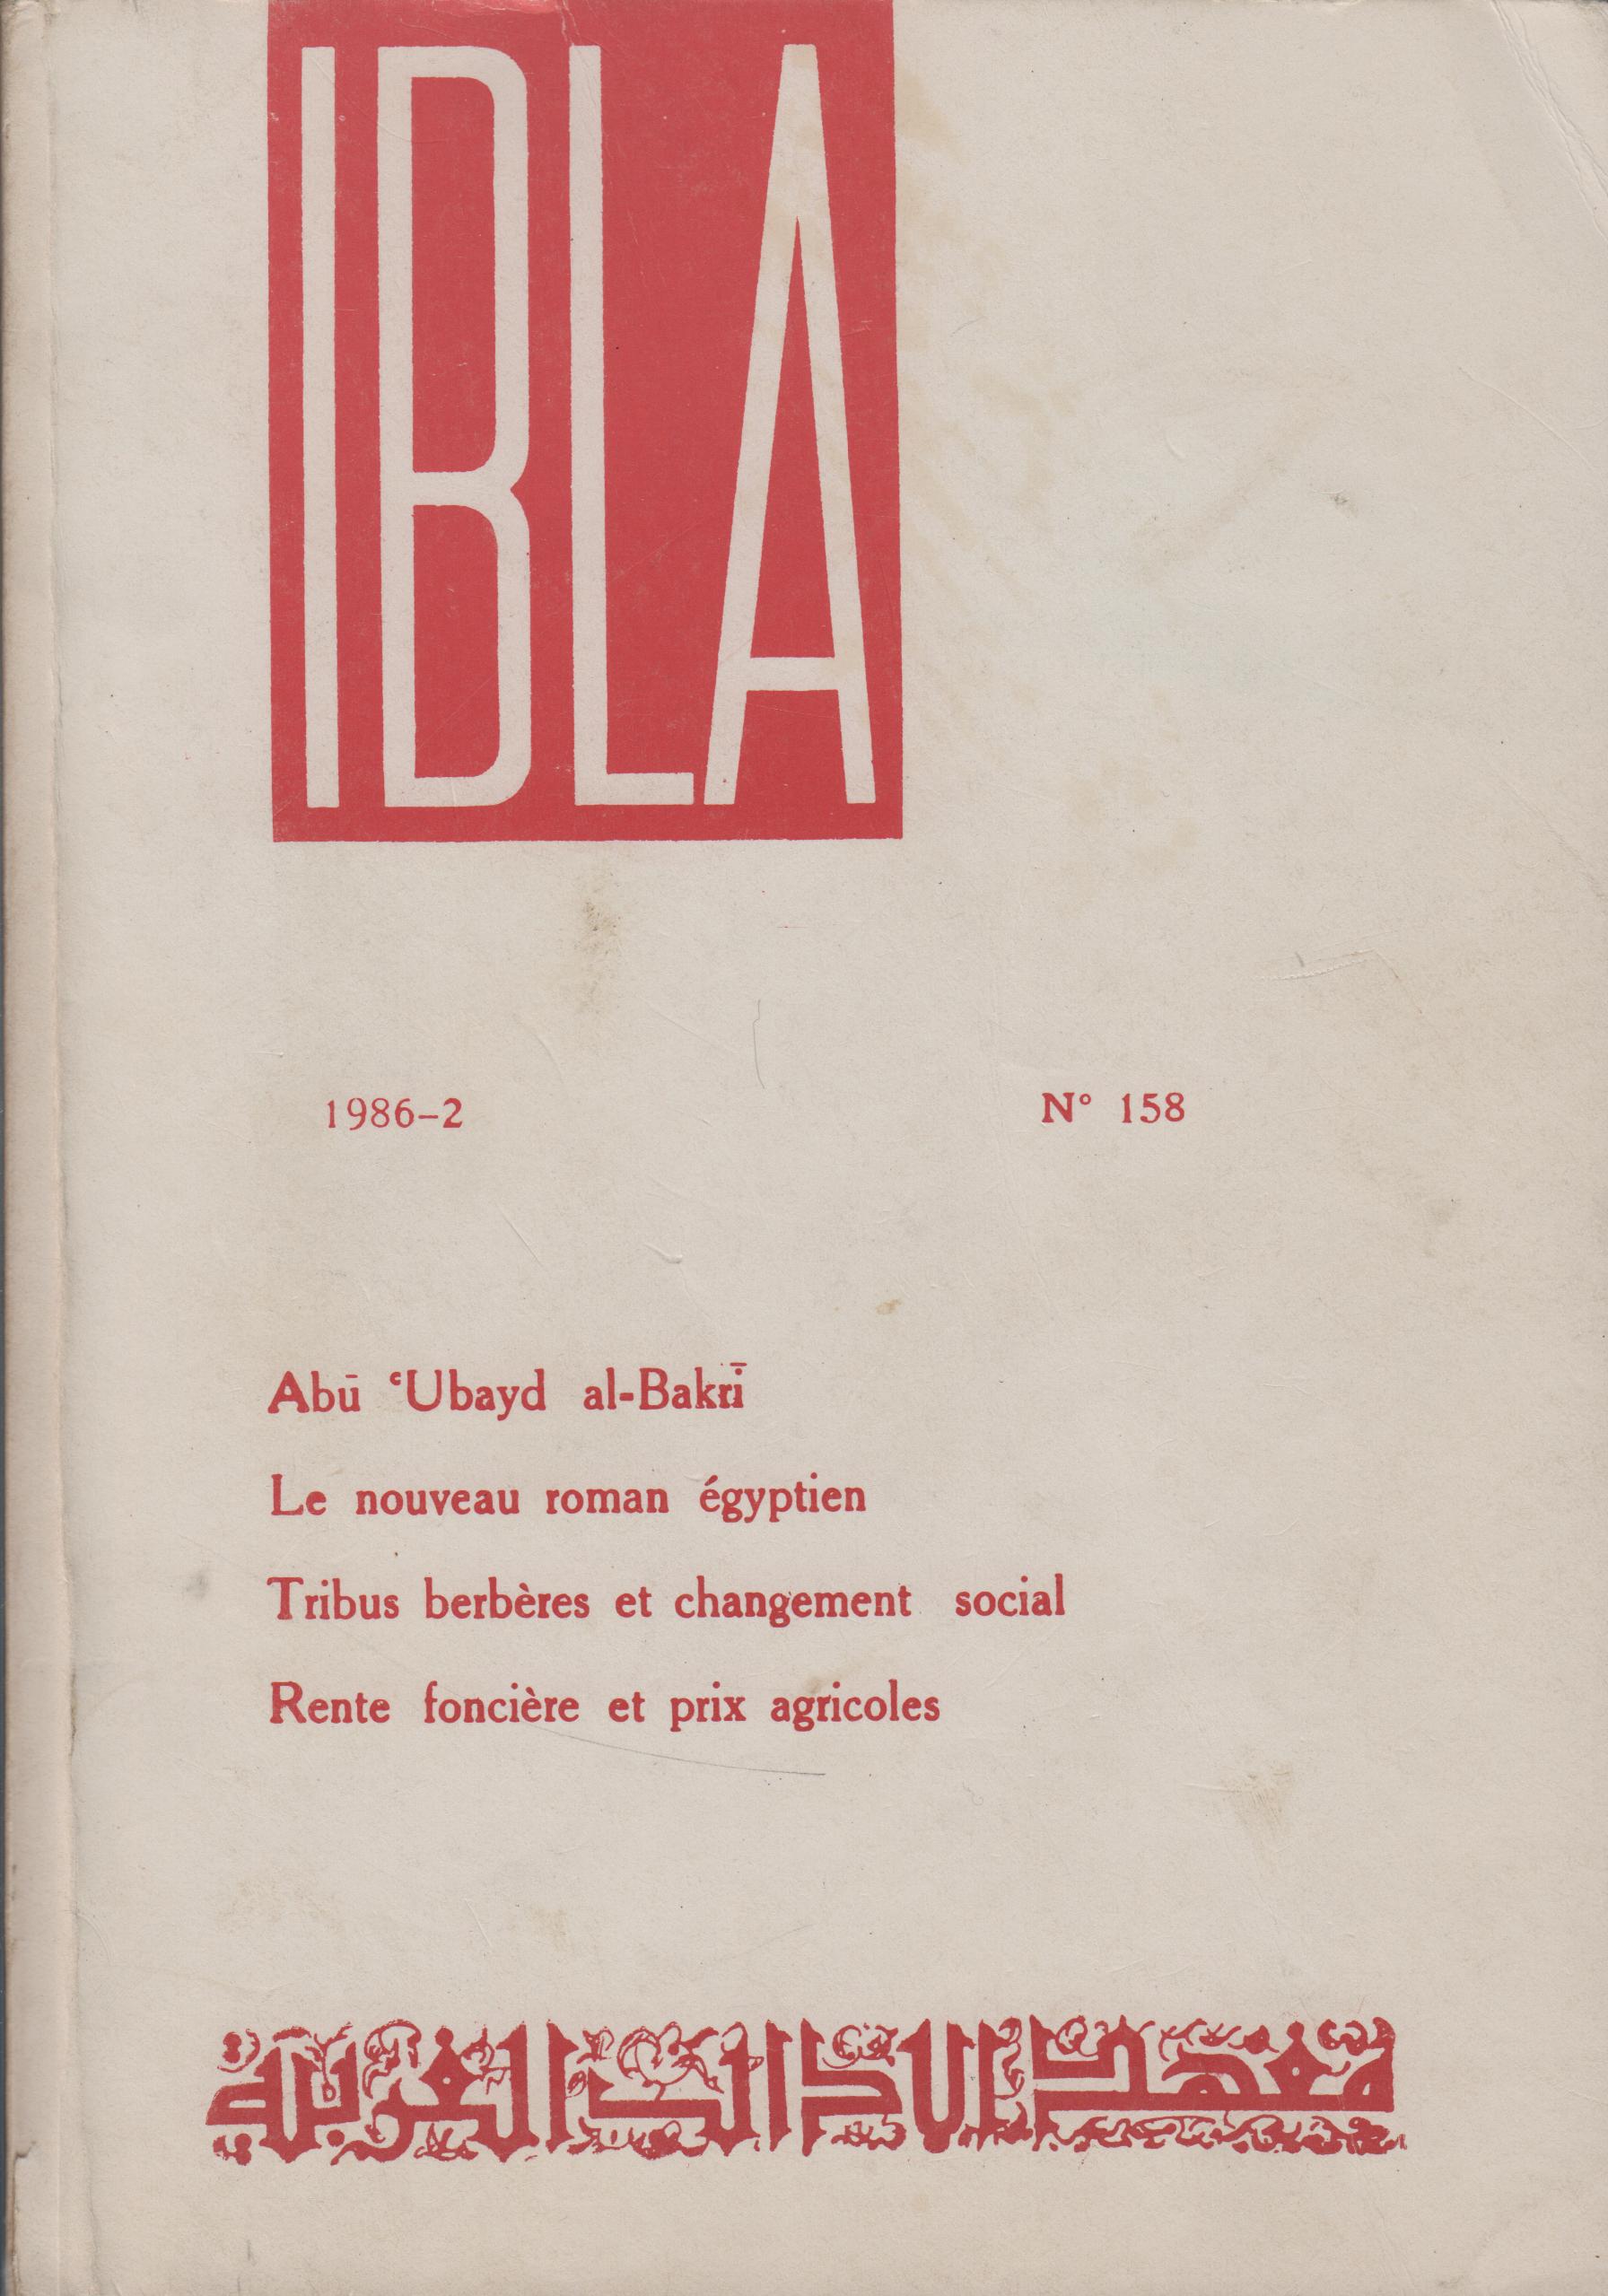 IBLA
1986-2
N° 158
Abū ʿUbayd al-Bakrī
Le nouveau roman égyptien
Tribus berbères et changement social
Rente foncière et prix agricoles
معهد الآداب العربية